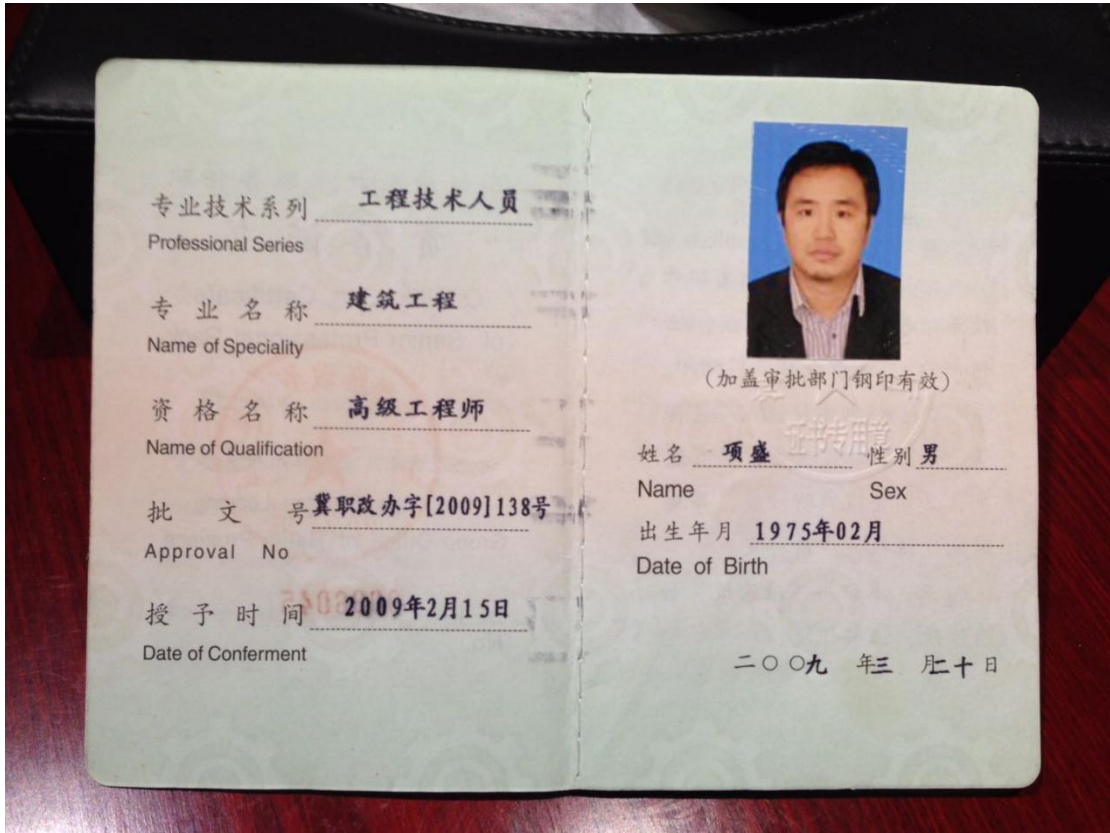 专业技术系列 工程技术人员
Professional Series
专业名称 建筑工程
Name of Speciality
资格名称 高级工程师
Name of Qualification
批文号 冀职改办字[2009]138号
Approval No
授予时间 2009年2月15日
Date of Conferment
(加盖审批部门钢印有效)
证书专用章
姓名 项盛 性别 男
Name Sex
出生年月 1975年02月
Date of Birth
二〇〇九 年三 月二十日